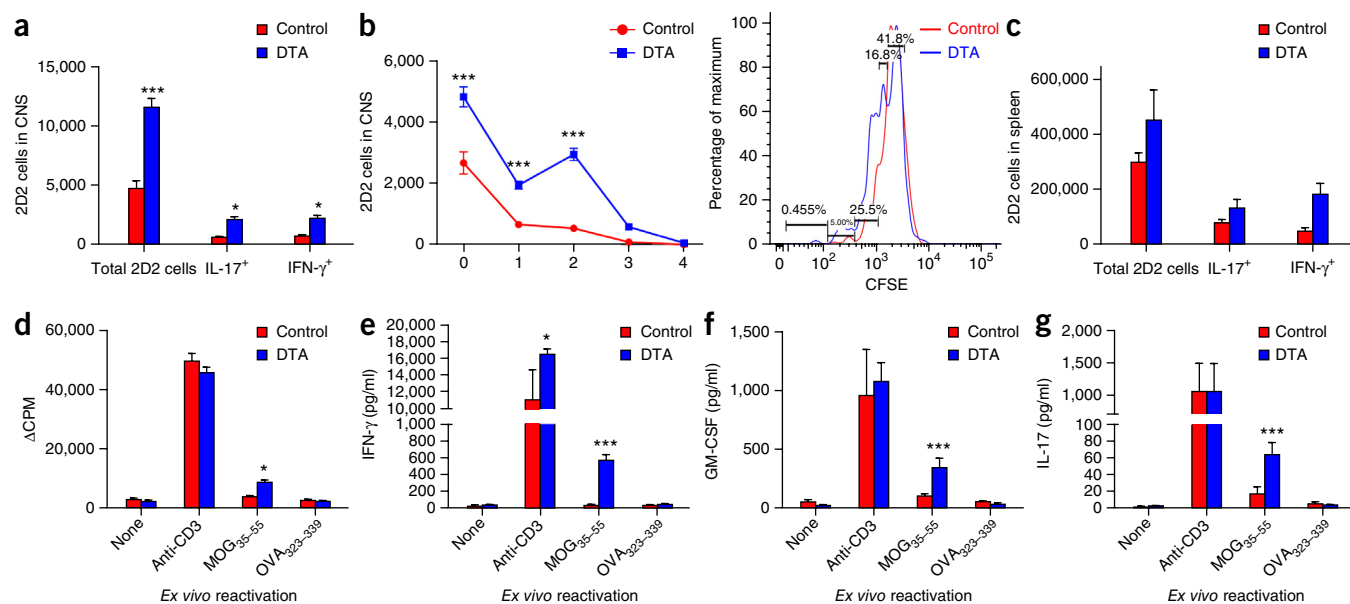 a
Control
DTA
2D2 cells in CNS
15,000
10,000
5,000
0
***
*
*
Total 2D2 cells
IL-17⁺
IFN-γ⁺
b
Control
DTA
2D2 cells in CNS
6,000
4,000
2,000
0
***
***
***
0 1 2 3 4
Percentage of maximum
100
80
60
40
20
0
41.8%
16.8%
Control
DTA
0.455%
5.00%
25.5%
0 10² 10³ 10⁴ 10⁵
CFSE
c
Control
DTA
2D2 cells in spleen
600,000
400,000
200,000
0
Total 2D2 cells
IL-17⁺
IFN-γ⁺
d
Control
DTA
ΔCPM
60,000
40,000
20,000
0
*
None
Anti-CD3
MOG₃₅₋₅₅
OVA₃₂₃₋₃₃₉
Ex vivo reactivation
e
Control
DTA
IFN-γ (pg/ml)
20,000
18,000
16,000
14,000
12,000
10,000
1,000
800
600
400
200
0
*
***
None
Anti-CD3
MOG₃₅₋₅₅
OVA₃₂₃₋₃₃₉
Ex vivo reactivation
f
Control
DTA
GM-CSF (pg/ml)
1,500
1,000
500
0
***
None
Anti-CD3
MOG₃₅₋₅₅
OVA₃₂₃₋₃₃₉
Ex vivo reactivation
g
Control
DTA
IL-17 (pg/ml)
2,000
1,500
1,000
500
100
80
60
40
20
0
***
None
Anti-CD3
MOG₃₅₋₅₅
OVA₃₂₃₋₃₃₉
Ex vivo reactivation